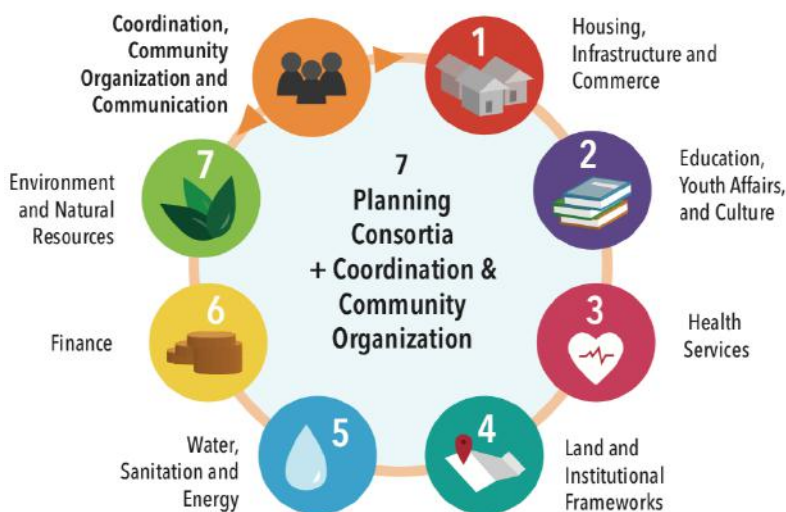 Coordination,
Community
Organization and
Communication
1
Housing,
Infrastructure and
Commerce
2
Education,
Youth Affairs,
and Culture
3
Health
Services
4
Land and
Institutional
Frameworks
5
Water,
Sanitation and
Energy
6
Finance
7
Environment
and Natural
Resources
7
Planning
Consortia
+ Coordination &
Community
Organization